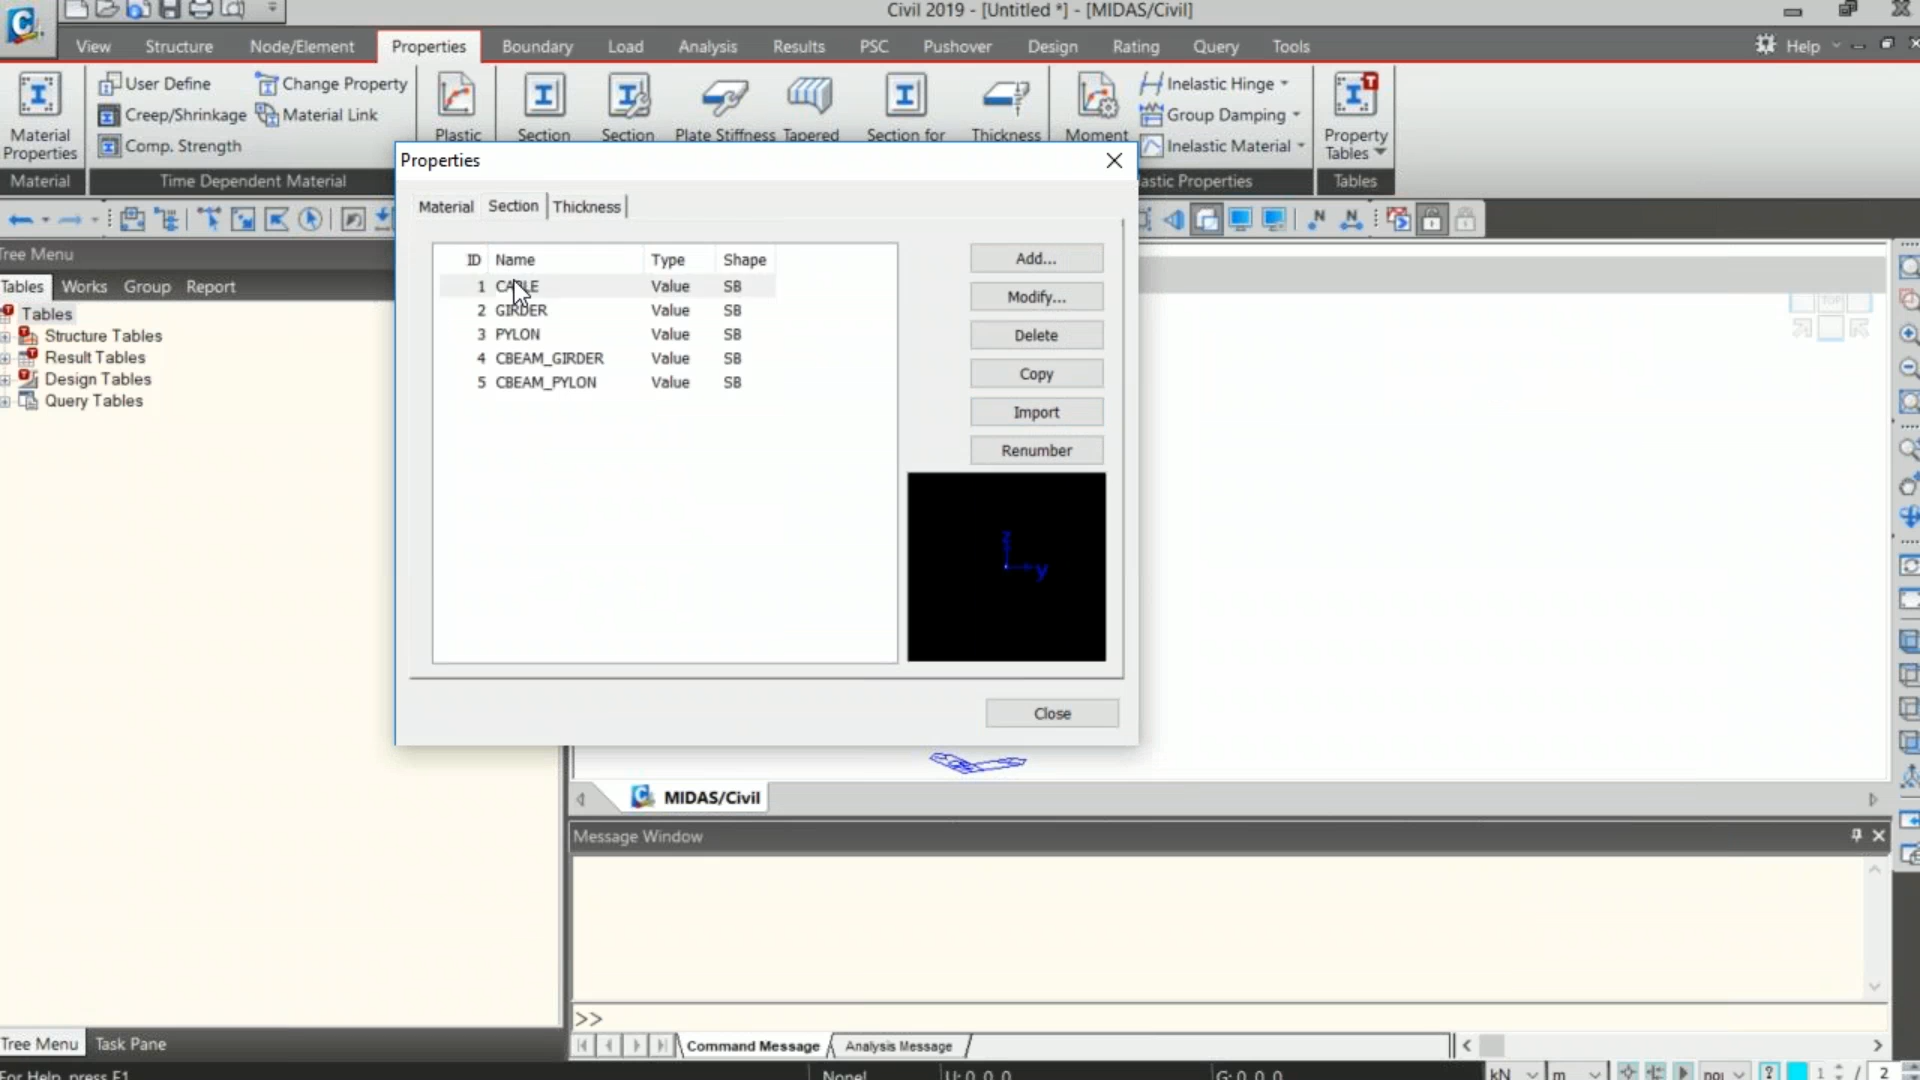 Civil 2019 - [Untitled *] - [MIDAS/Civil]
View Structure Node/Element Properties Boundary Load Analysis Results PSC Pushover Design Rating Query Tools Help
Material Properties
User Define
Creep/Shrinkage
Comp. Strength
Change Property
Material Link
Plastic
Section
Section
Plate Stiffness
Tapered
Section for
Thickness
Moment
Inelastic Hinge
Group Damping
Inelastic Material
Property Tables
Material
Time Dependent Material
Tables
Properties
Material Section Thickness
ID Name Type Shape
1 CABLE Value SB
2 GIRDER Value SB
3 PYLON Value SB
4 CBEAM_GIRDER Value SB
5 CBEAM_PYLON Value SB
Add...
Modify...
Delete
Copy
Import
Renumber
z
y
Close
Tables Works Group Report
Tables
Structure Tables
Result Tables
Design Tables
Query Tables
TOP
MIDAS/Civil
Message Window
>>
Command Message Analysis Message
Tree Menu Task Pane
For Help, press F1
kN m
1 / 2